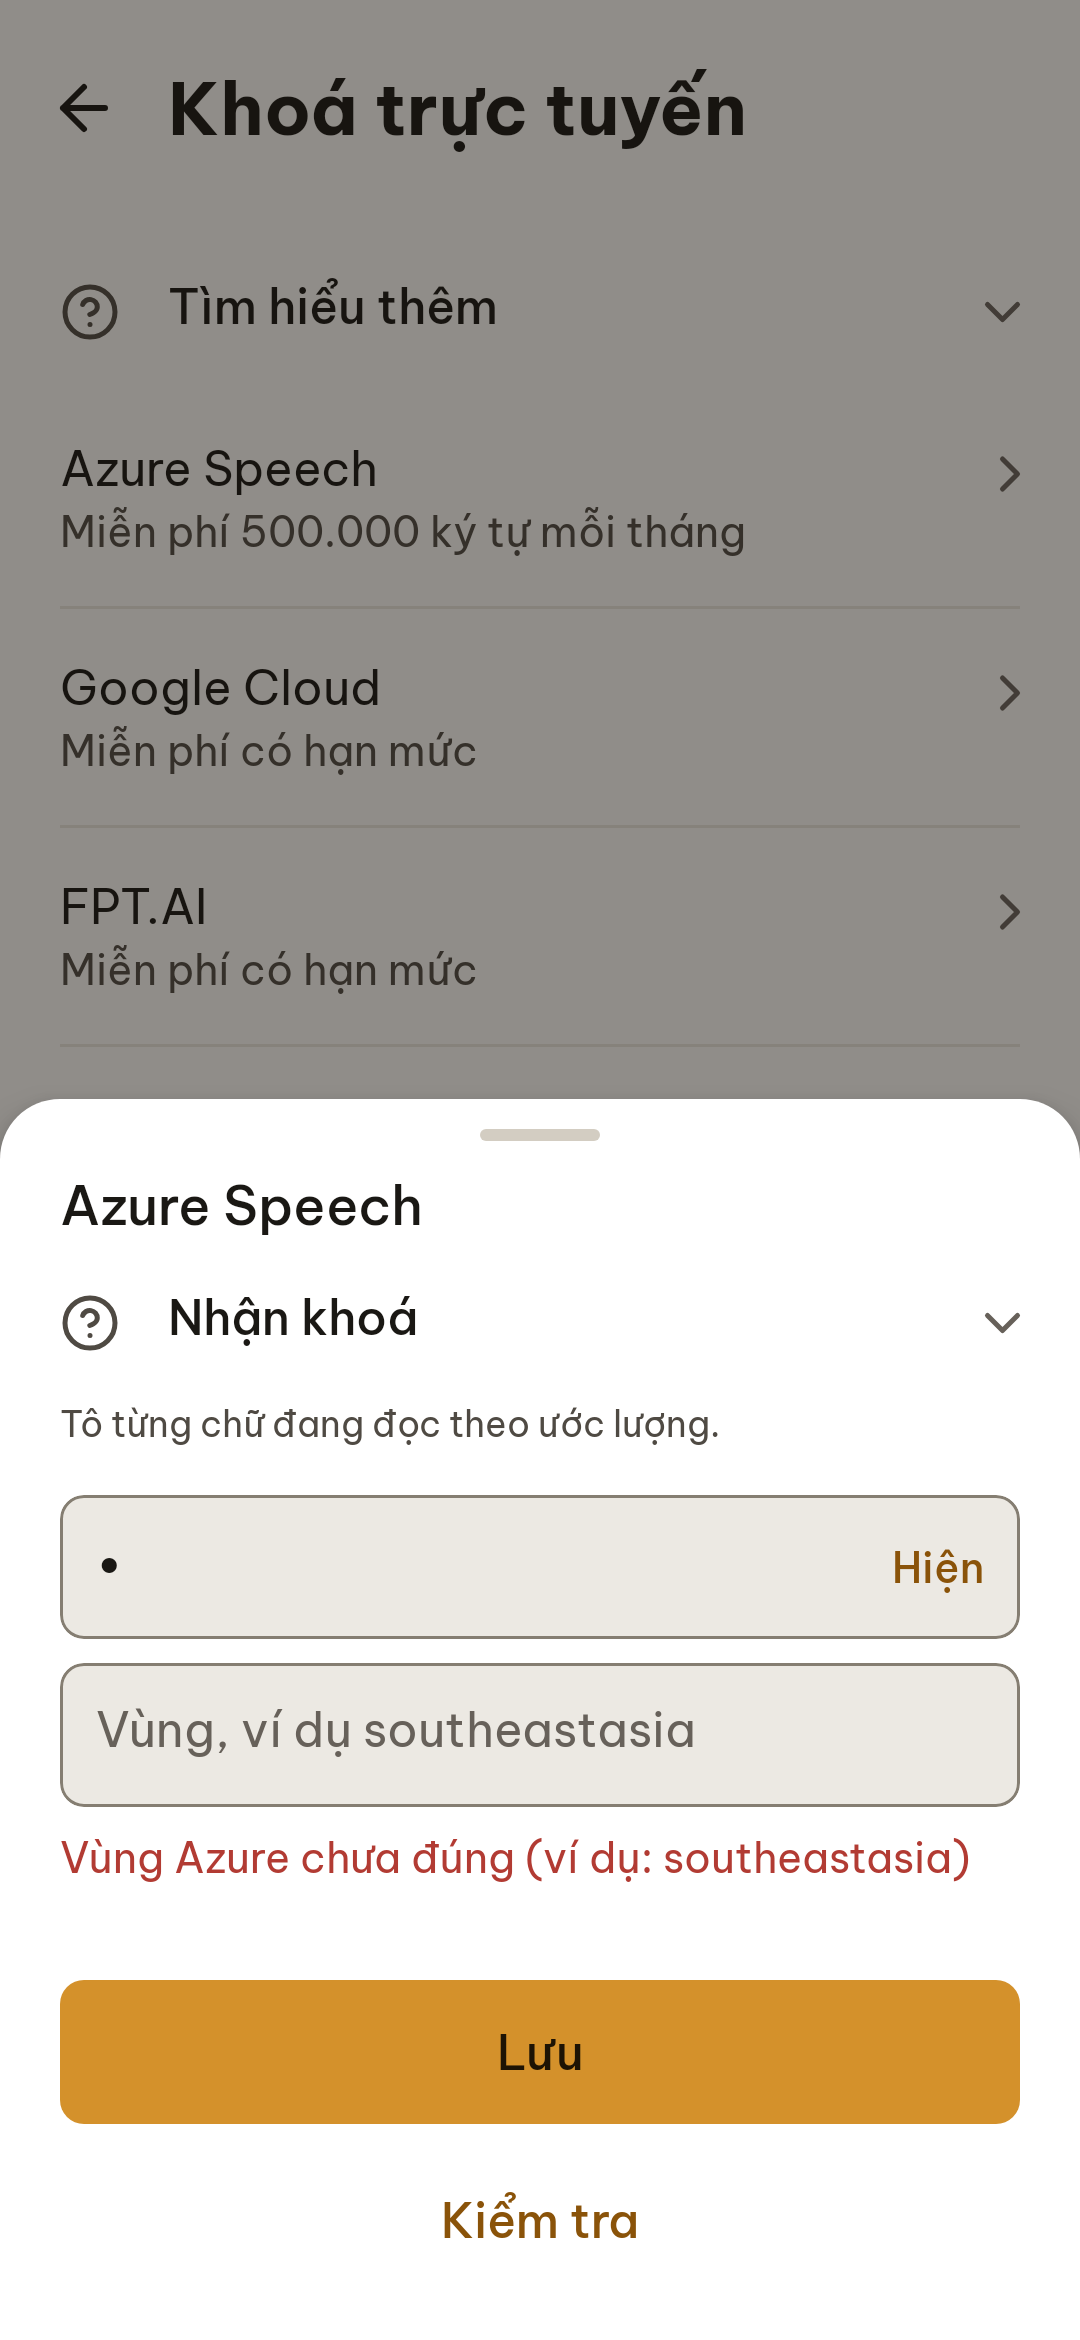 Khoá trực tuyến
Tìm hiểu thêm
Azure Speech
Miễn phí 500.000 ký tự mỗi tháng
Google Cloud
Miễn phí có hạn mức
FPT.AI
Miễn phí có hạn mức
Azure Speech
Nhận khoá
Tô từng chữ đang đọc theo ước lượng.
•
Hiện
Vùng, ví dụ southeastasia
Vùng Azure chưa đúng (ví dụ: southeastasia)
Lưu
Kiểm tra